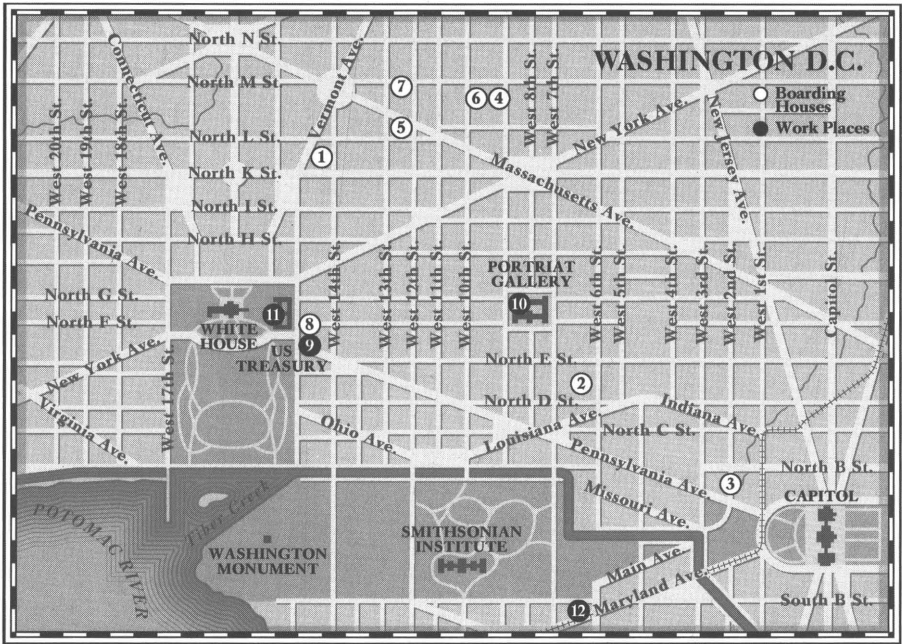 WASHINGTON D.C.
Boarding
Houses
Work Places
North N St.
North M St.
North L St.
North K St.
North I St.
North H St.
North G St.
North F St.
North E St.
North D St.
North C St.
North B St.
South B St.
Connecticut Ave.
Vermont Ave.
West 20th St.
West 19th St.
West 18th St.
West 8th St.
West 7th St.
New York Ave.
New Jersey Ave.
Massachusetts Ave.
Pennsylvania Ave.
7
6
4
5
1
West 14th St.
West 13th St.
West 12th St.
West 11th St.
West 10th St.
PORTRIAT
GALLERY
10
West 6th St.
West 5th St.
West 4th St.
West 3rd St.
West 2nd St.
West 1st St.
Capitol St.
11
WHITE
HOUSE
8
9
US
TREASURY
New York Ave.
Virginia Ave.
West 17th St.
2
Ohio Ave.
Louisiana Ave.
Indiana Ave.
Pennsylvania Ave.
3
Missouri Ave.
CAPITOL
POTOMAC
RIVER
Tiber Creek
WASHINGTON
MONUMENT
SMITHSONIAN
INSTITUTE
Main Ave.
Maryland Ave.
12